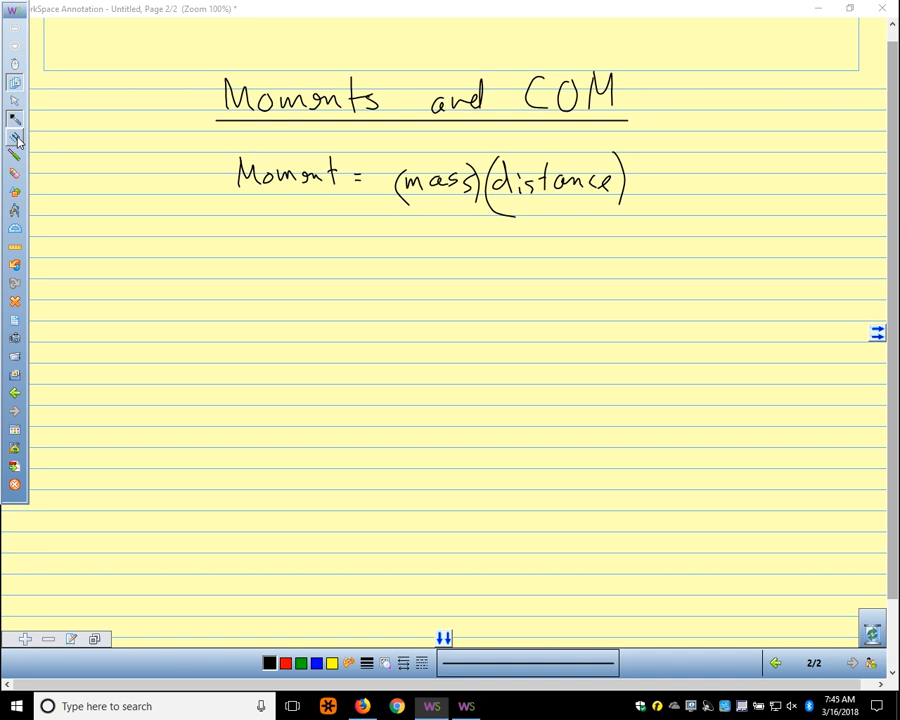 rkSpace Annotation - Untitled, Page 2/2 (Zoom 100%) *
Moments and COM
Moment = (mass)(distance)
2/2
Type here to search
7:45 AM
3/16/2018